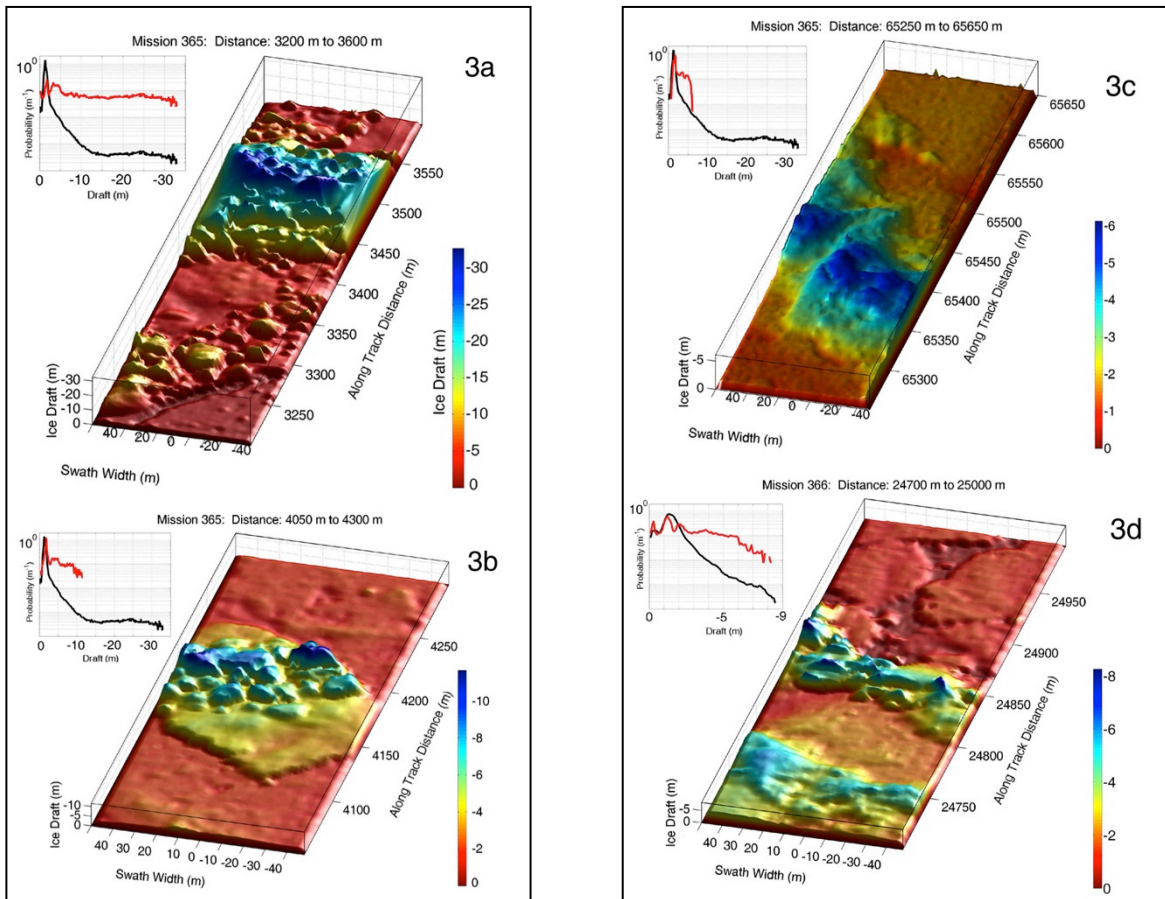 Mission 365: Distance: 3200 m to 3600 m
3a
10^0
Probability (m^-1)
0 -10 -20 -30
Draft (m)
3550
3500
3450
3400
3350
3300
3250
Along Track Distance (m)
-30
-20
-10
0
Ice Draft (m)
40 20 0 -20 -40
Swath Width (m)
Ice Draft (m)
-30
-25
-20
-15
-10
-5
0
Mission 365: Distance: 4050 m to 4300 m
3b
10^0
Probability (m^-1)
0 -10 -20 -30
Draft (m)
4250
4200
4150
4100
Along Track Distance (m)
-10
-5
0
Ice Draft (m)
40 30 20 10 0 -10 -20 -30 -40
Swath Width (m)
-10
-8
-6
-4
-2
0
Mission 365: Distance: 65250 m to 65650 m
3c
10^0
Probability (m^-1)
0 -10 -20 -30
Draft (m)
65650
65600
65550
65500
65450
65400
65350
65300
Along Track Distance (m)
-5
0
Ice Draft (m)
40 20 0 -20 -40
Swath Width (m)
-6
-5
-4
-3
-2
-1
0
Mission 366: Distance: 24700 m to 25000 m
3d
10^0
Probability (m^-1)
0 -5 -9
Draft (m)
24950
24900
24850
24800
24750
Along Track Distance (m)
-5
0
Ice Draft (m)
40 30 20 10 0 -10 -20 -30 -40
Swath Width (m)
-8
-6
-4
-2
0